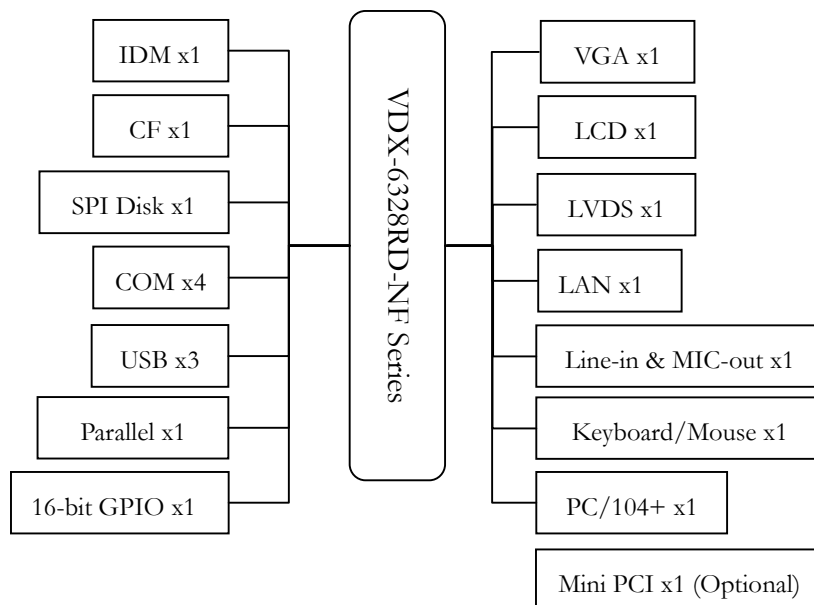 IDM x1
CF x1
SPI Disk x1
COM x4
USB x3
Parallel x1
16-bit GPIO x1
VDX-6328RD-NF Series
VGA x1
LCD x1
LVDS x1
LAN x1
Line-in & MIC-out x1
Keyboard/Mouse x1
PC/104+ x1
Mini PCI x1 (Optional)